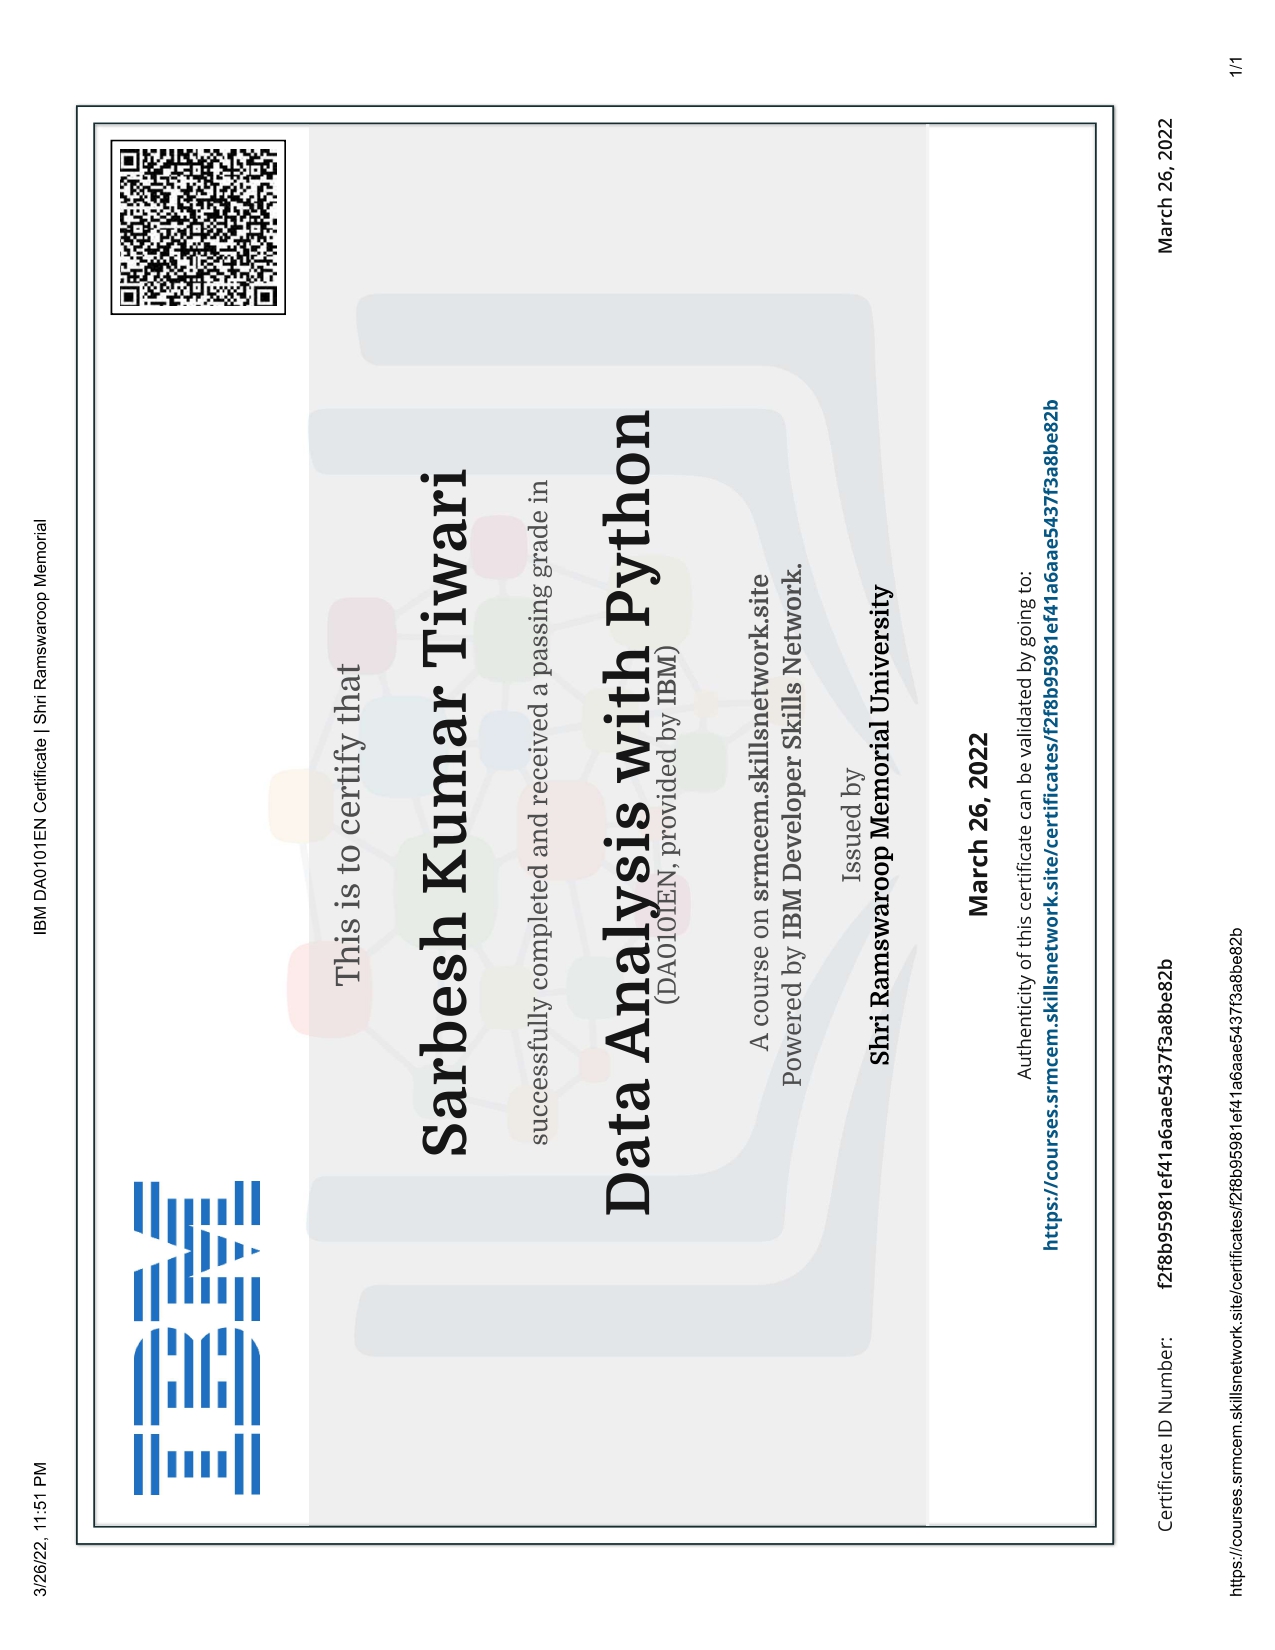 3/26/22, 11:51 PM
IBM DA0101EN Certificate | Shri Ramswaroop Memorial
IBM
This is to certify that
Sarbesh Kumar Tiwari
successfully completed and received a passing grade in
Data Analysis with Python
(DA0101EN, provided by IBM)
A course on srmcem.skillsnetwork.site
Powered by IBM Developer Skills Network.
Issued by
Shri Ramswaroop Memorial University
March 26, 2022
Authenticity of this certificate can be validated by going to:
https://courses.srmcem.skillsnetwork.site/certificates/f2f8b95981ef41a6aae5437f3a8be82b
Certificate ID Number: f2f8b95981ef41a6aae5437f3a8be82b
March 26, 2022
https://courses.srmcem.skillsnetwork.site/certificates/f2f8b95981ef41a6aae5437f3a8be82b
1/1